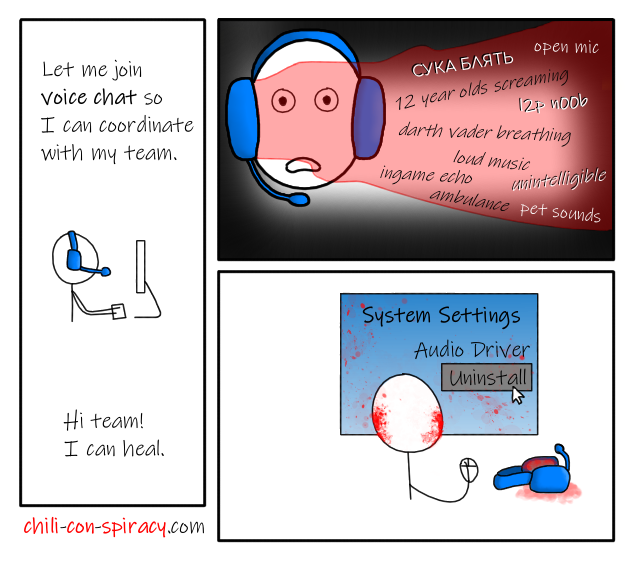 Let me join
voice chat so
I can coordinate
with my team.
Hi team!
I can heal.
open mic
СУКА БЛЯТЬ
12 year olds screaming
l2p n00b
darth vader breathing
loud music
ingame echo
unintelligible
ambulance
pet sounds
System Settings
Audio Driver
Uninstall
chili-con-spiracy.com